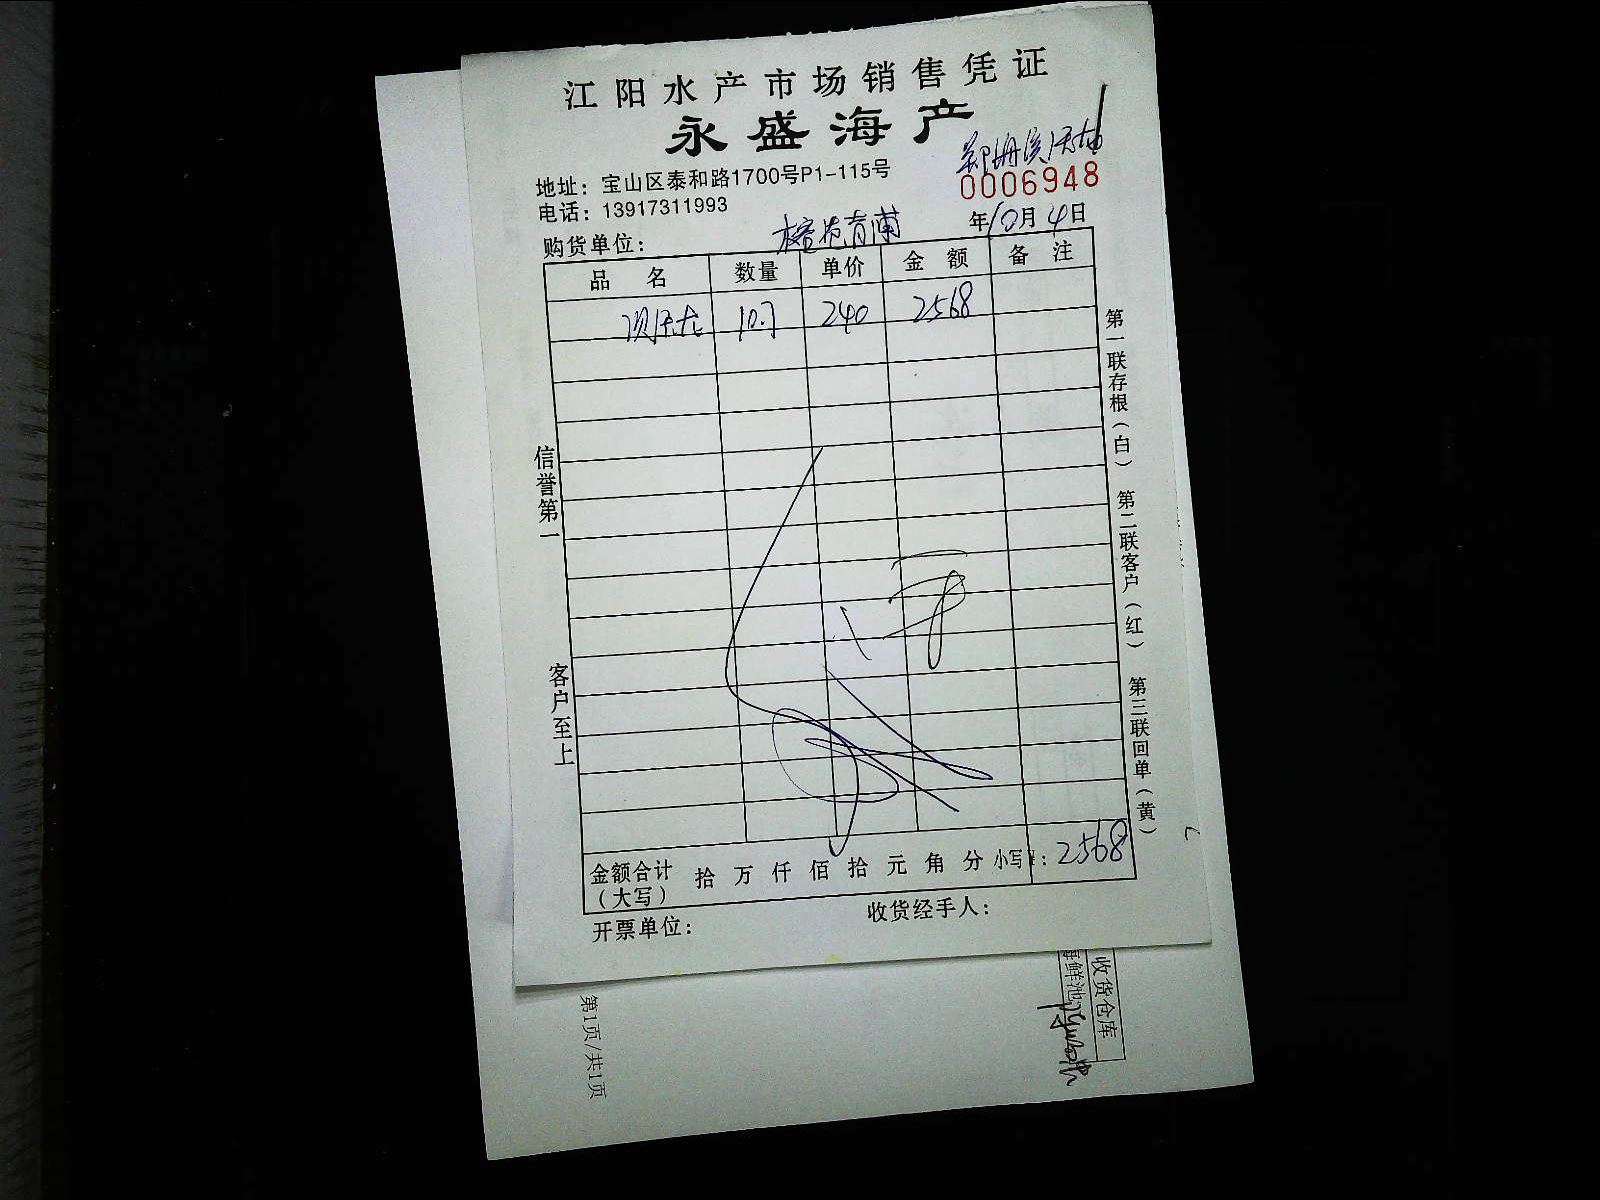 江阳水产市场销售凭证
永盛海产
地址：宝山区泰和路1700号P1-115号
0006948
电话：13917311993
年10月4日
购货单位：
品 名 数量 单价 金 额 备 注
10.7 240 2568
信誉第一
客户至上
第一联存根（白） 第二联客户（红） 第三联回单（黄）
金额合计（大写） 拾 万 仟 佰 拾 元 角 分 小写 ：2568
开票单位：
收货经手人：
收货仓库
海鲜池
第1页/共1页